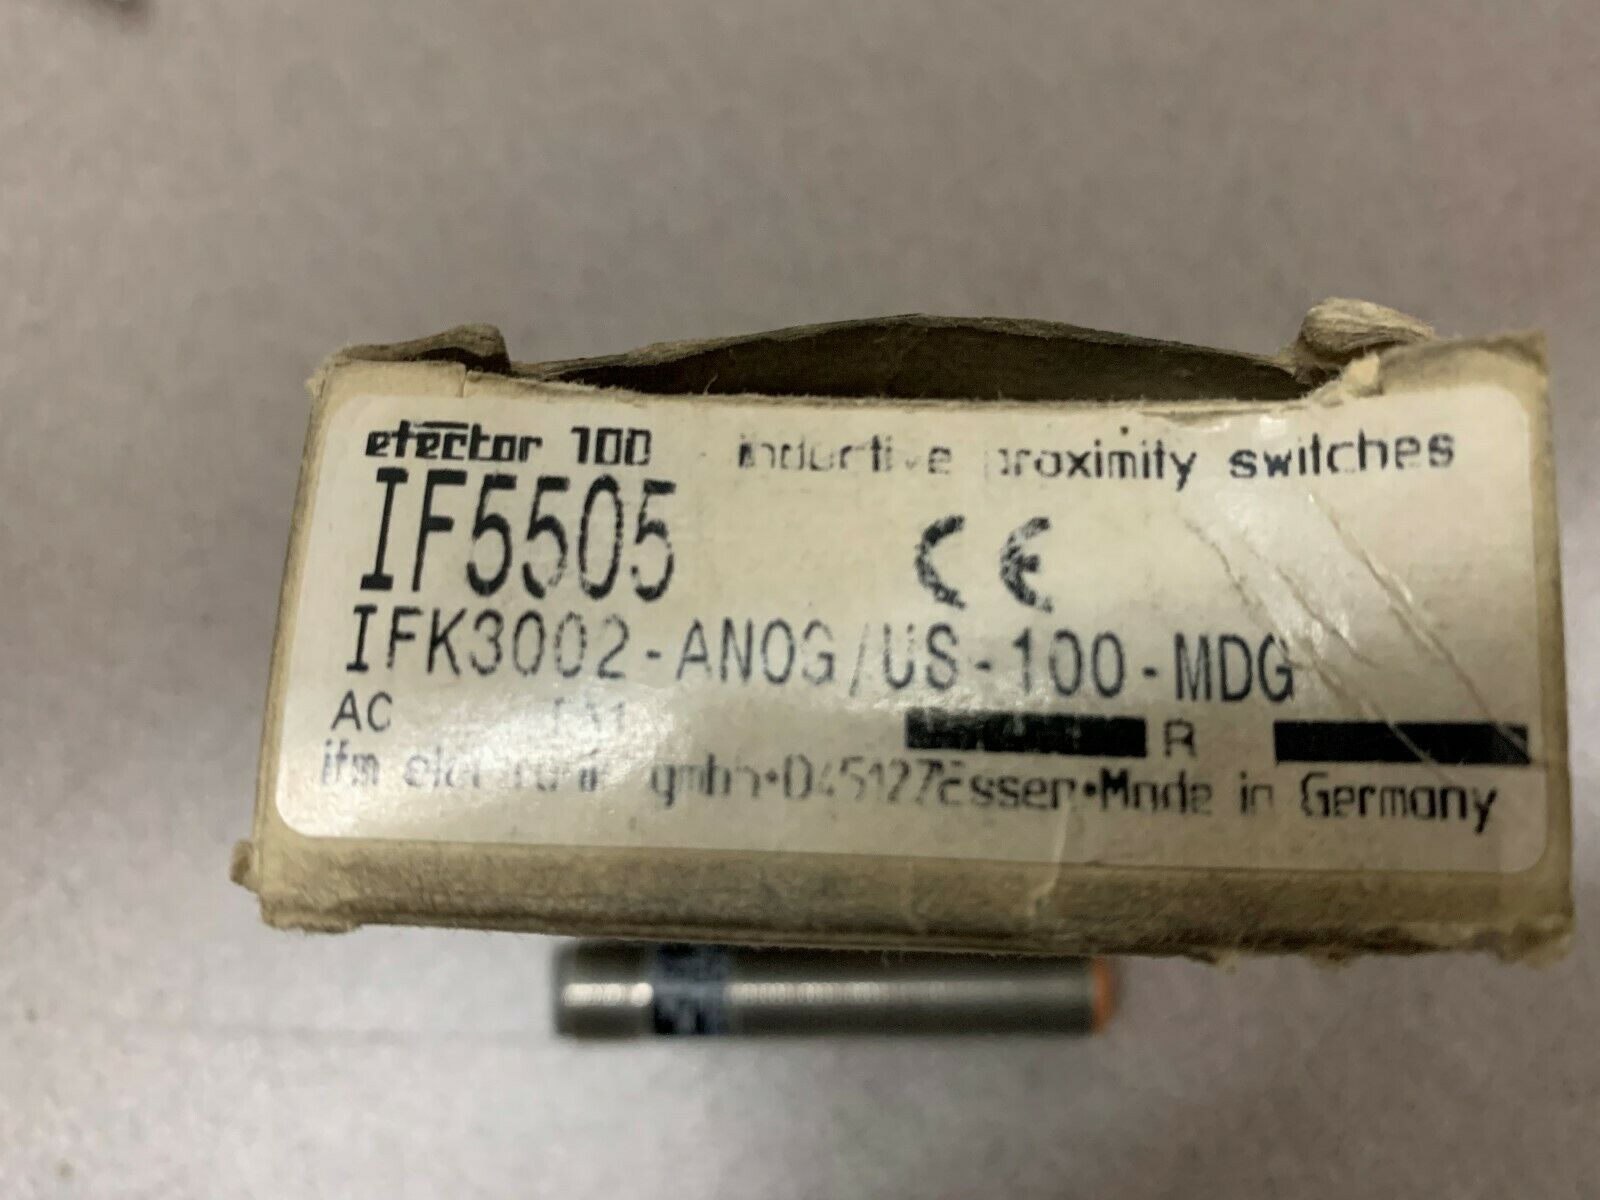 efector 100 inductive proximity switches
IF5505
CE
IFK3002-ANOG/US-100-MDG
AC
R
ifm electronic gmbh•D45127Essen•Made in Germany